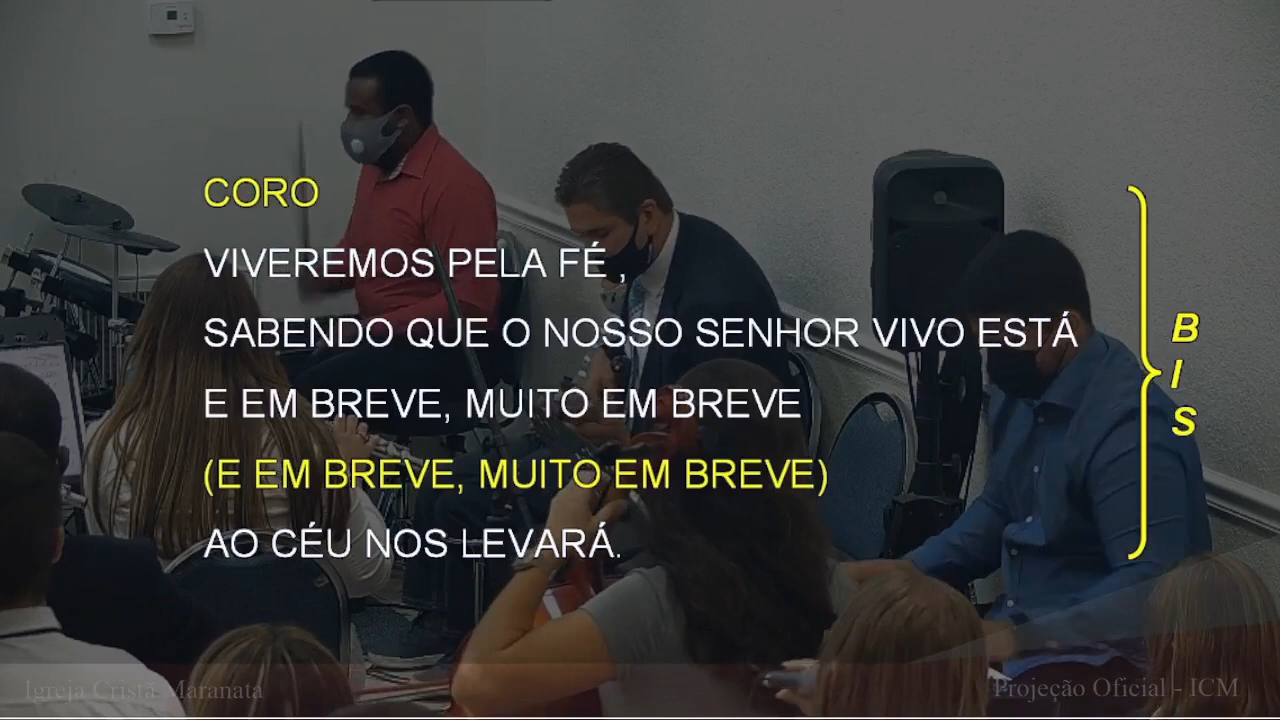 CORO
VIVEREMOS PELA FÉ ,
SABENDO QUE O NOSSO SENHOR VIVO ESTÁ
E EM BREVE, MUITO EM BREVE
(E EM BREVE, MUITO EM BREVE)
AO CÉU NOS LEVARÁ.
BIS
Igreja Cristã Maranata
Projeção Oficial - ICM